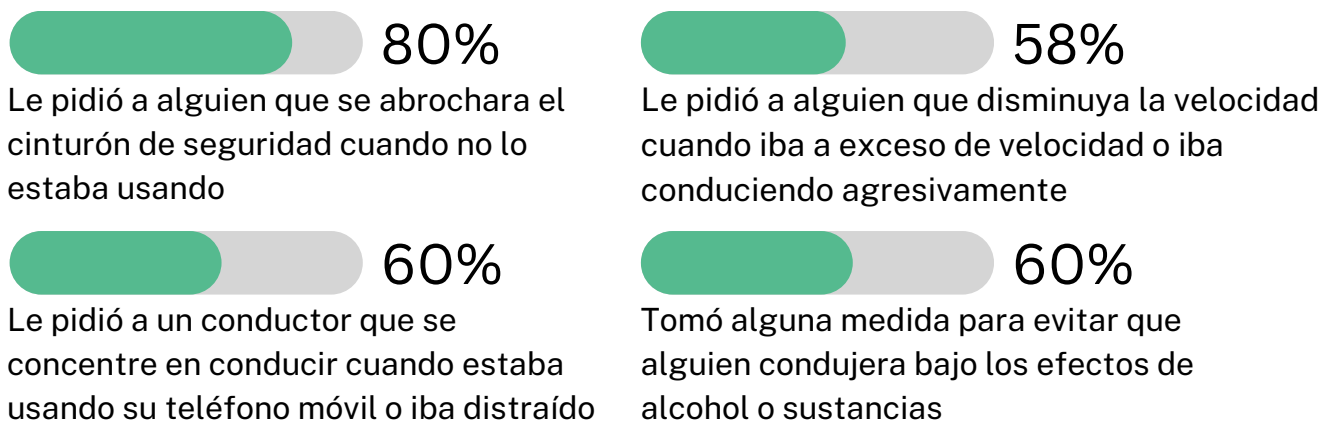 80%
Le pidió a alguien que se abrochara el
cinturón de seguridad cuando no lo
estaba usando
58%
Le pidió a alguien que disminuya la velocidad
cuando iba a exceso de velocidad o iba
conduciendo agresivamente
60%
Le pidió a un conductor que se
concentre en conducir cuando estaba
usando su teléfono móvil o iba distraído
60%
Tomó alguna medida para evitar que
alguien condujera bajo los efectos de
alcohol o sustancias